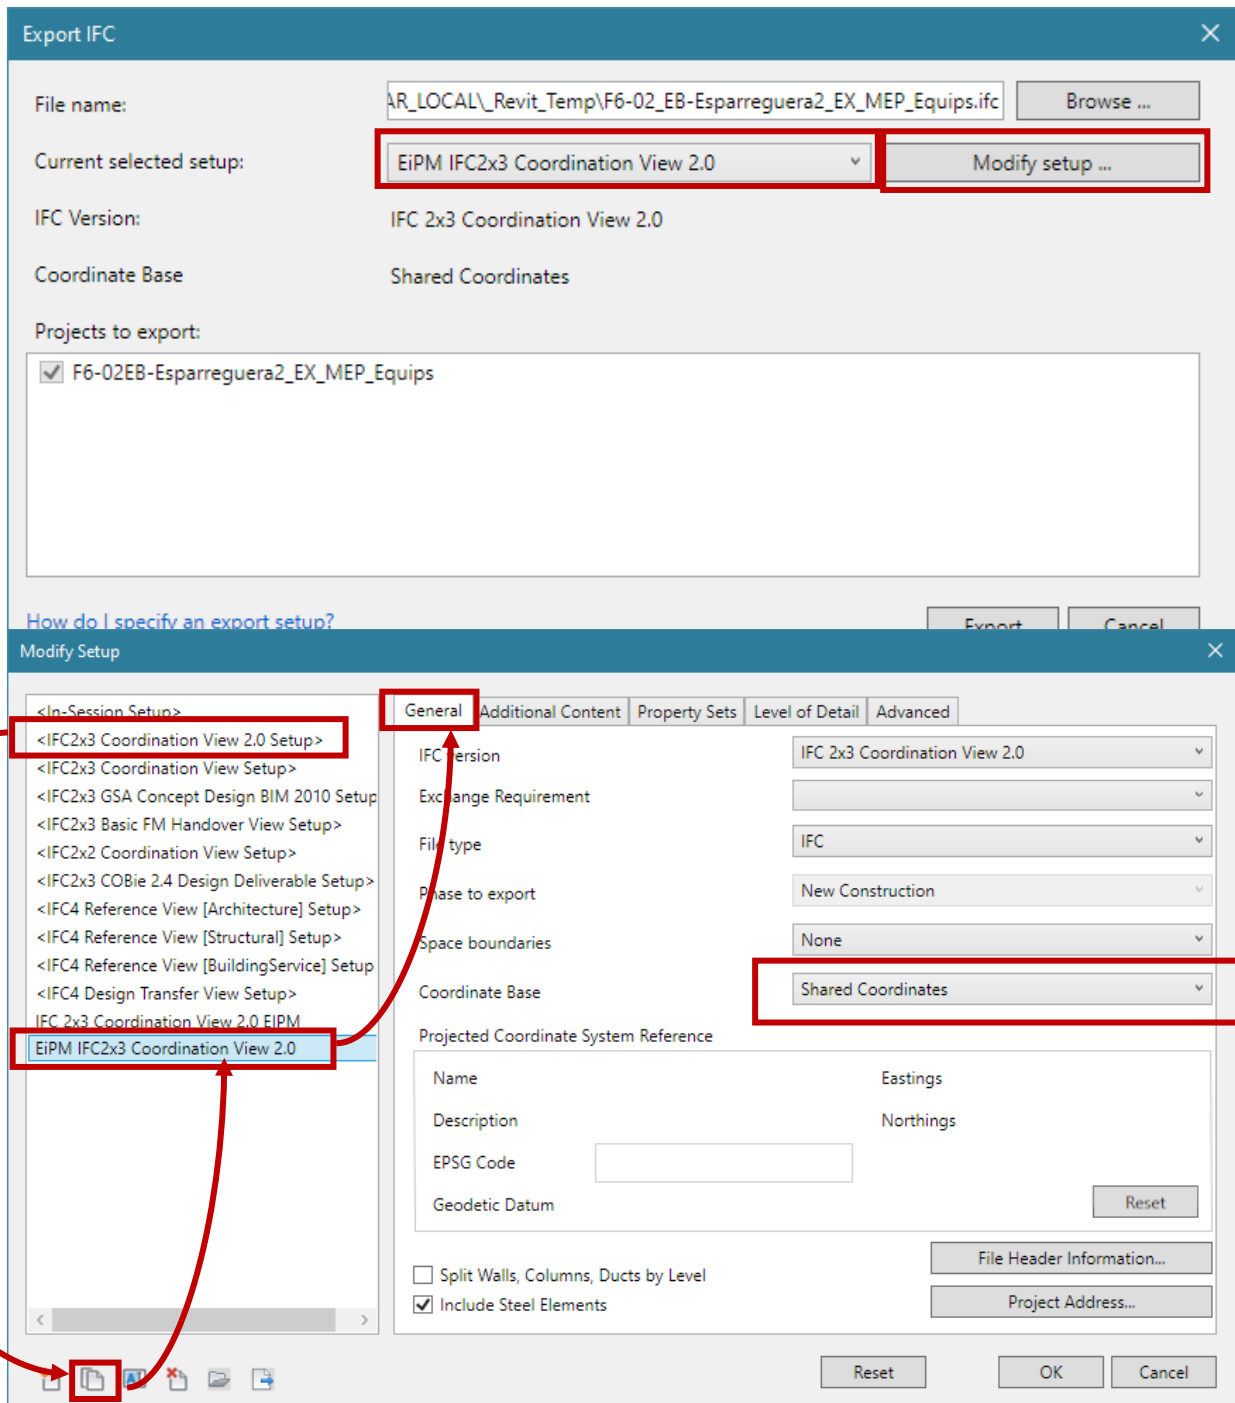 Export IFC
File name:
AR_LOCAL\_Revit_Temp\F6-02_EB-Esparreguera2_EX_MEP_Equips.ifc
Browse ...
Current selected setup:
EiPM IFC2x3 Coordination View 2.0
Modify setup ...
IFC Version:
IFC 2x3 Coordination View 2.0
Coordinate Base
Shared Coordinates
Projects to export:
F6-02EB-Esparreguera2_EX_MEP_Equips
How do I specify an export setup?
Export
Cancel
Modify Setup
<In-Session Setup>
<IFC2x3 Coordination View 2.0 Setup>
<IFC2x3 Coordination View Setup>
<IFC2x3 GSA Concept Design BIM 2010 Setup
<IFC2x3 Basic FM Handover View Setup>
<IFC2x2 Coordination View Setup>
<IFC2x3 COBie 2.4 Design Deliverable Setup>
<IFC4 Reference View [Architecture] Setup>
<IFC4 Reference View [Structural] Setup>
<IFC4 Reference View [BuildingService] Setup
<IFC4 Design Transfer View Setup>
IFC 2x3 Coordination View 2.0 EIPM
EiPM IFC2x3 Coordination View 2.0
General
Additional Content
Property Sets
Level of Detail
Advanced
IFC version
IFC 2x3 Coordination View 2.0
Exchange Requirement
File type
IFC
Phase to export
New Construction
Space boundaries
None
Coordinate Base
Shared Coordinates
Projected Coordinate System Reference
Name
Eastings
Description
Northings
EPSG Code
Geodetic Datum
Reset
File Header Information...
Split Walls, Columns, Ducts by Level
Include Steel Elements
Project Address...
Reset
OK
Cancel